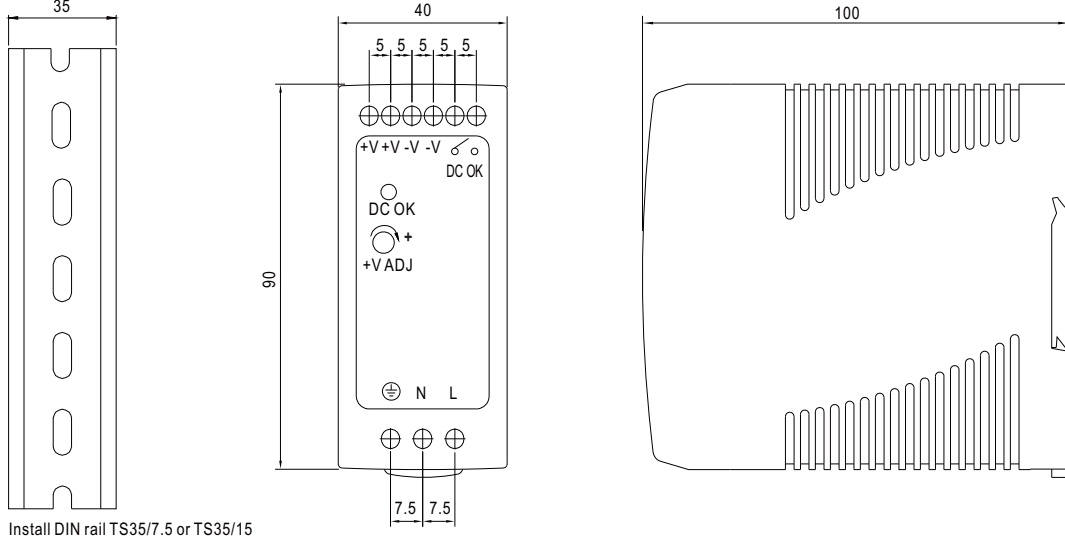 35
40
100
5 5 5 5 5
+V +V -V -V
DC OK
DC OK
+
+V ADJ
90
N L
7.5 7.5
Install DIN rail TS35/7.5 or TS35/15